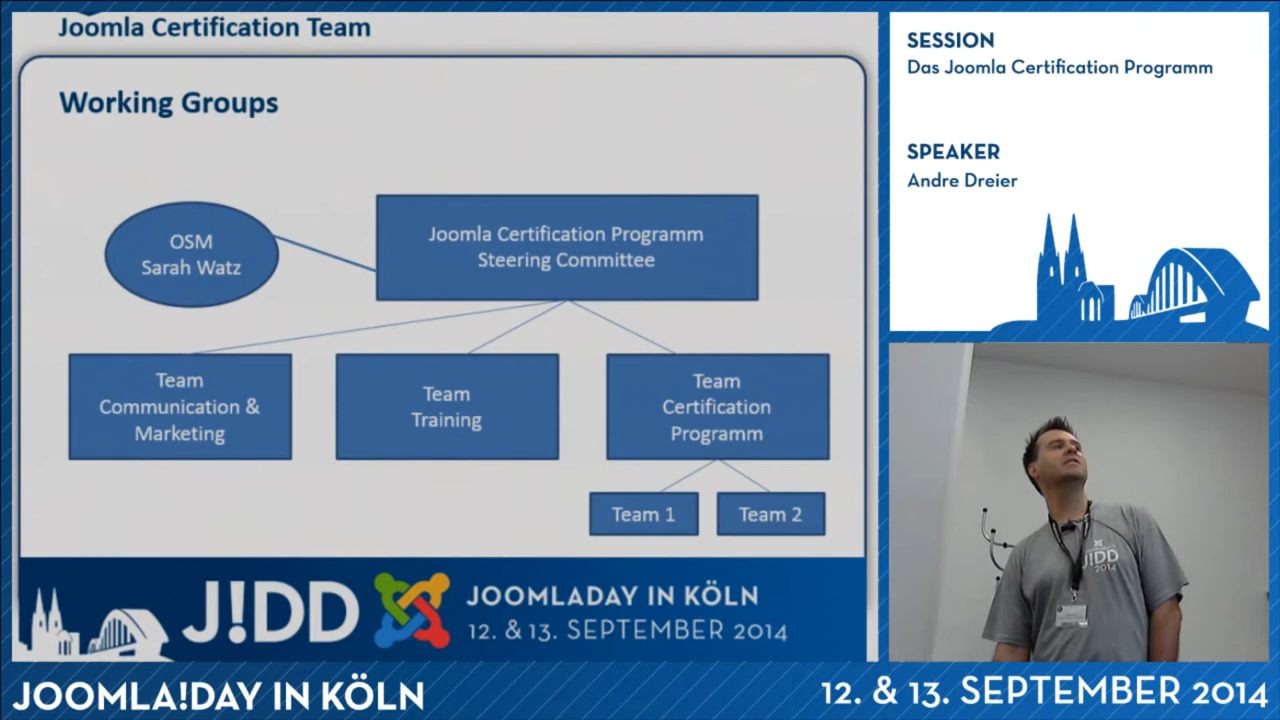 Joomla Certification Team
Working Groups
OSM
Sarah Watz
Joomla Certification Programm
Steering Committee
Team
Communication &
Marketing
Team
Training
Team
Certification
Programm
Team 1
Team 2
J!DD
JOOMLADAY IN KÖLN
12. & 13. SEPTEMBER 2014
SESSION
Das Joomla Certification Programm
SPEAKER
Andre Dreier
J!DD
2014
JOOMLA!DAY IN KÖLN
12. & 13. SEPTEMBER 2014